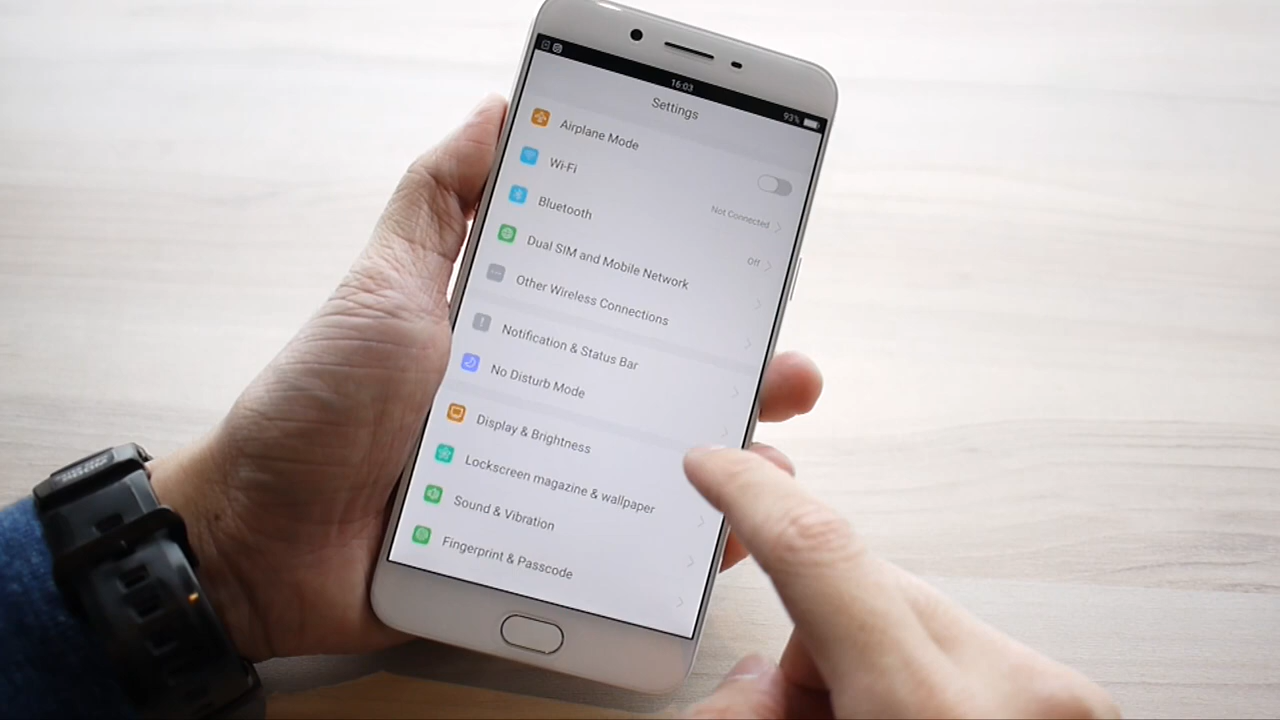 16:03
93%
Settings
Airplane Mode
Wi-Fi
Not Connected
Bluetooth
Off
Dual SIM and Mobile Network
Other Wireless Connections
Notification & Status Bar
No Disturb Mode
Display & Brightness
Lockscreen magazine & wallpaper
Sound & Vibration
Fingerprint & Passcode